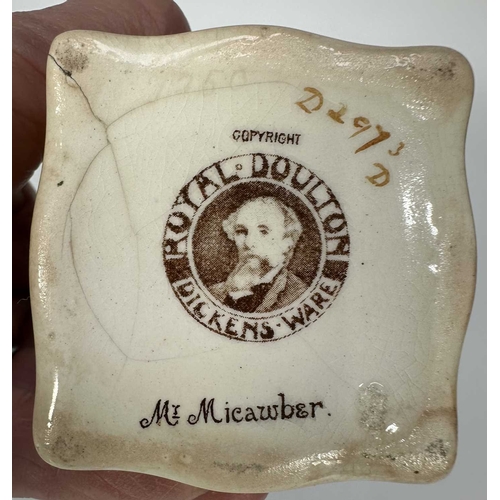 COPYRIGHT
ROYAL · DOULTON
DICKENS · WARE
D2973
D
Mr Micawber.